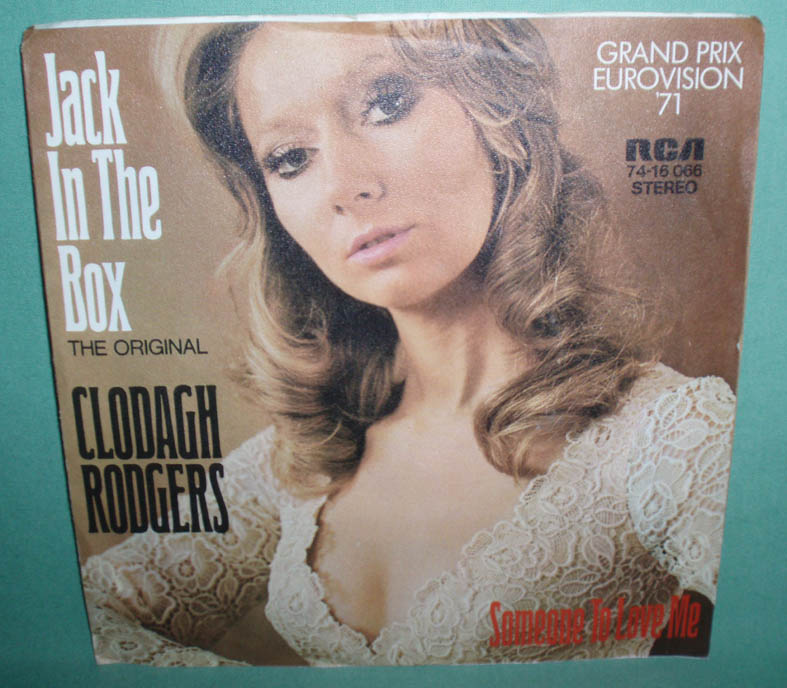 Jack
In The
Box
THE ORIGINAL
CLODAGH
RODGERS
GRAND PRIX
EUROVISION
'71
RCA
74-16 066
STEREO
Someone To Love Me